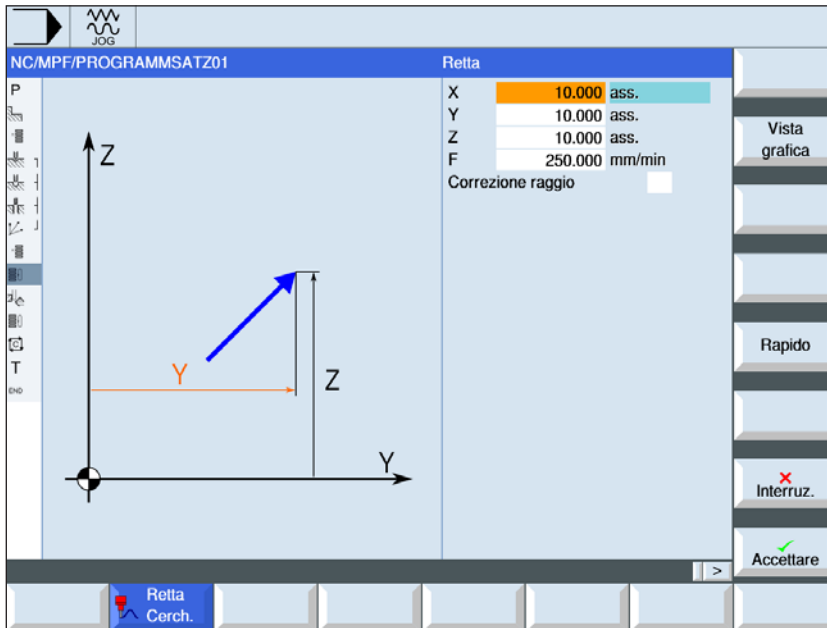 JOG
NC/MPF/PROGRAMMSATZ01
Retta
P
T
END
Z
Y
Z
Y
X 10.000 ass.
Y 10.000 ass.
Z 10.000 ass.
F 250.000 mm/min
Correzione raggio
Vista
grafica
Rapido
Interruz.
Accettare
>
Retta
Cerch.